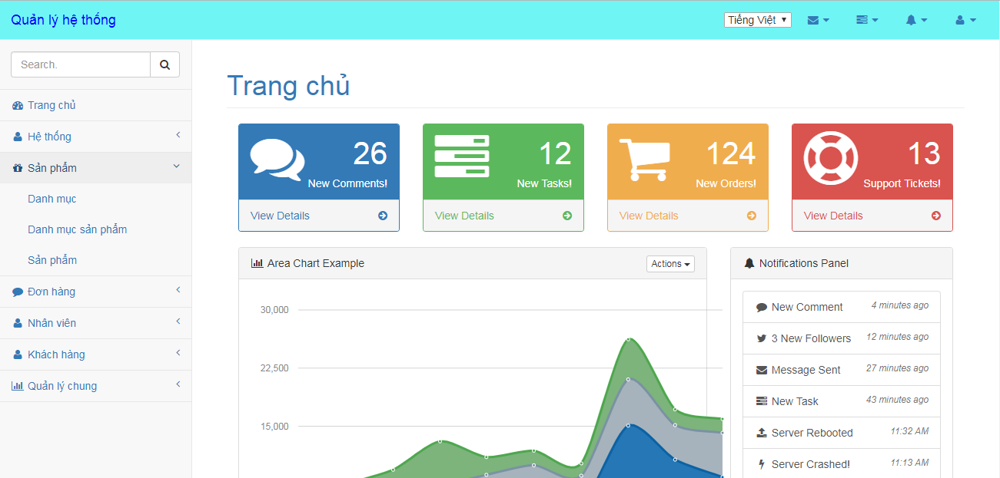 Quản lý hệ thống
Tiếng Việt
Search.
Trang chủ
Hệ thống
Sản phẩm
Danh mục
Danh mục sản phẩm
Sản phẩm
Đơn hàng
Nhân viên
Khách hàng
Quản lý chung
Trang chủ
26
New Comments!
View Details
12
New Tasks!
View Details
124
New Orders!
View Details
13
Support Tickets!
View Details
Area Chart Example
Actions
30,000
22,500
15,000
Notifications Panel
New Comment 4 minutes ago
3 New Followers 12 minutes ago
Message Sent 27 minutes ago
New Task 43 minutes ago
Server Rebooted 11:32 AM
Server Crashed! 11:13 AM